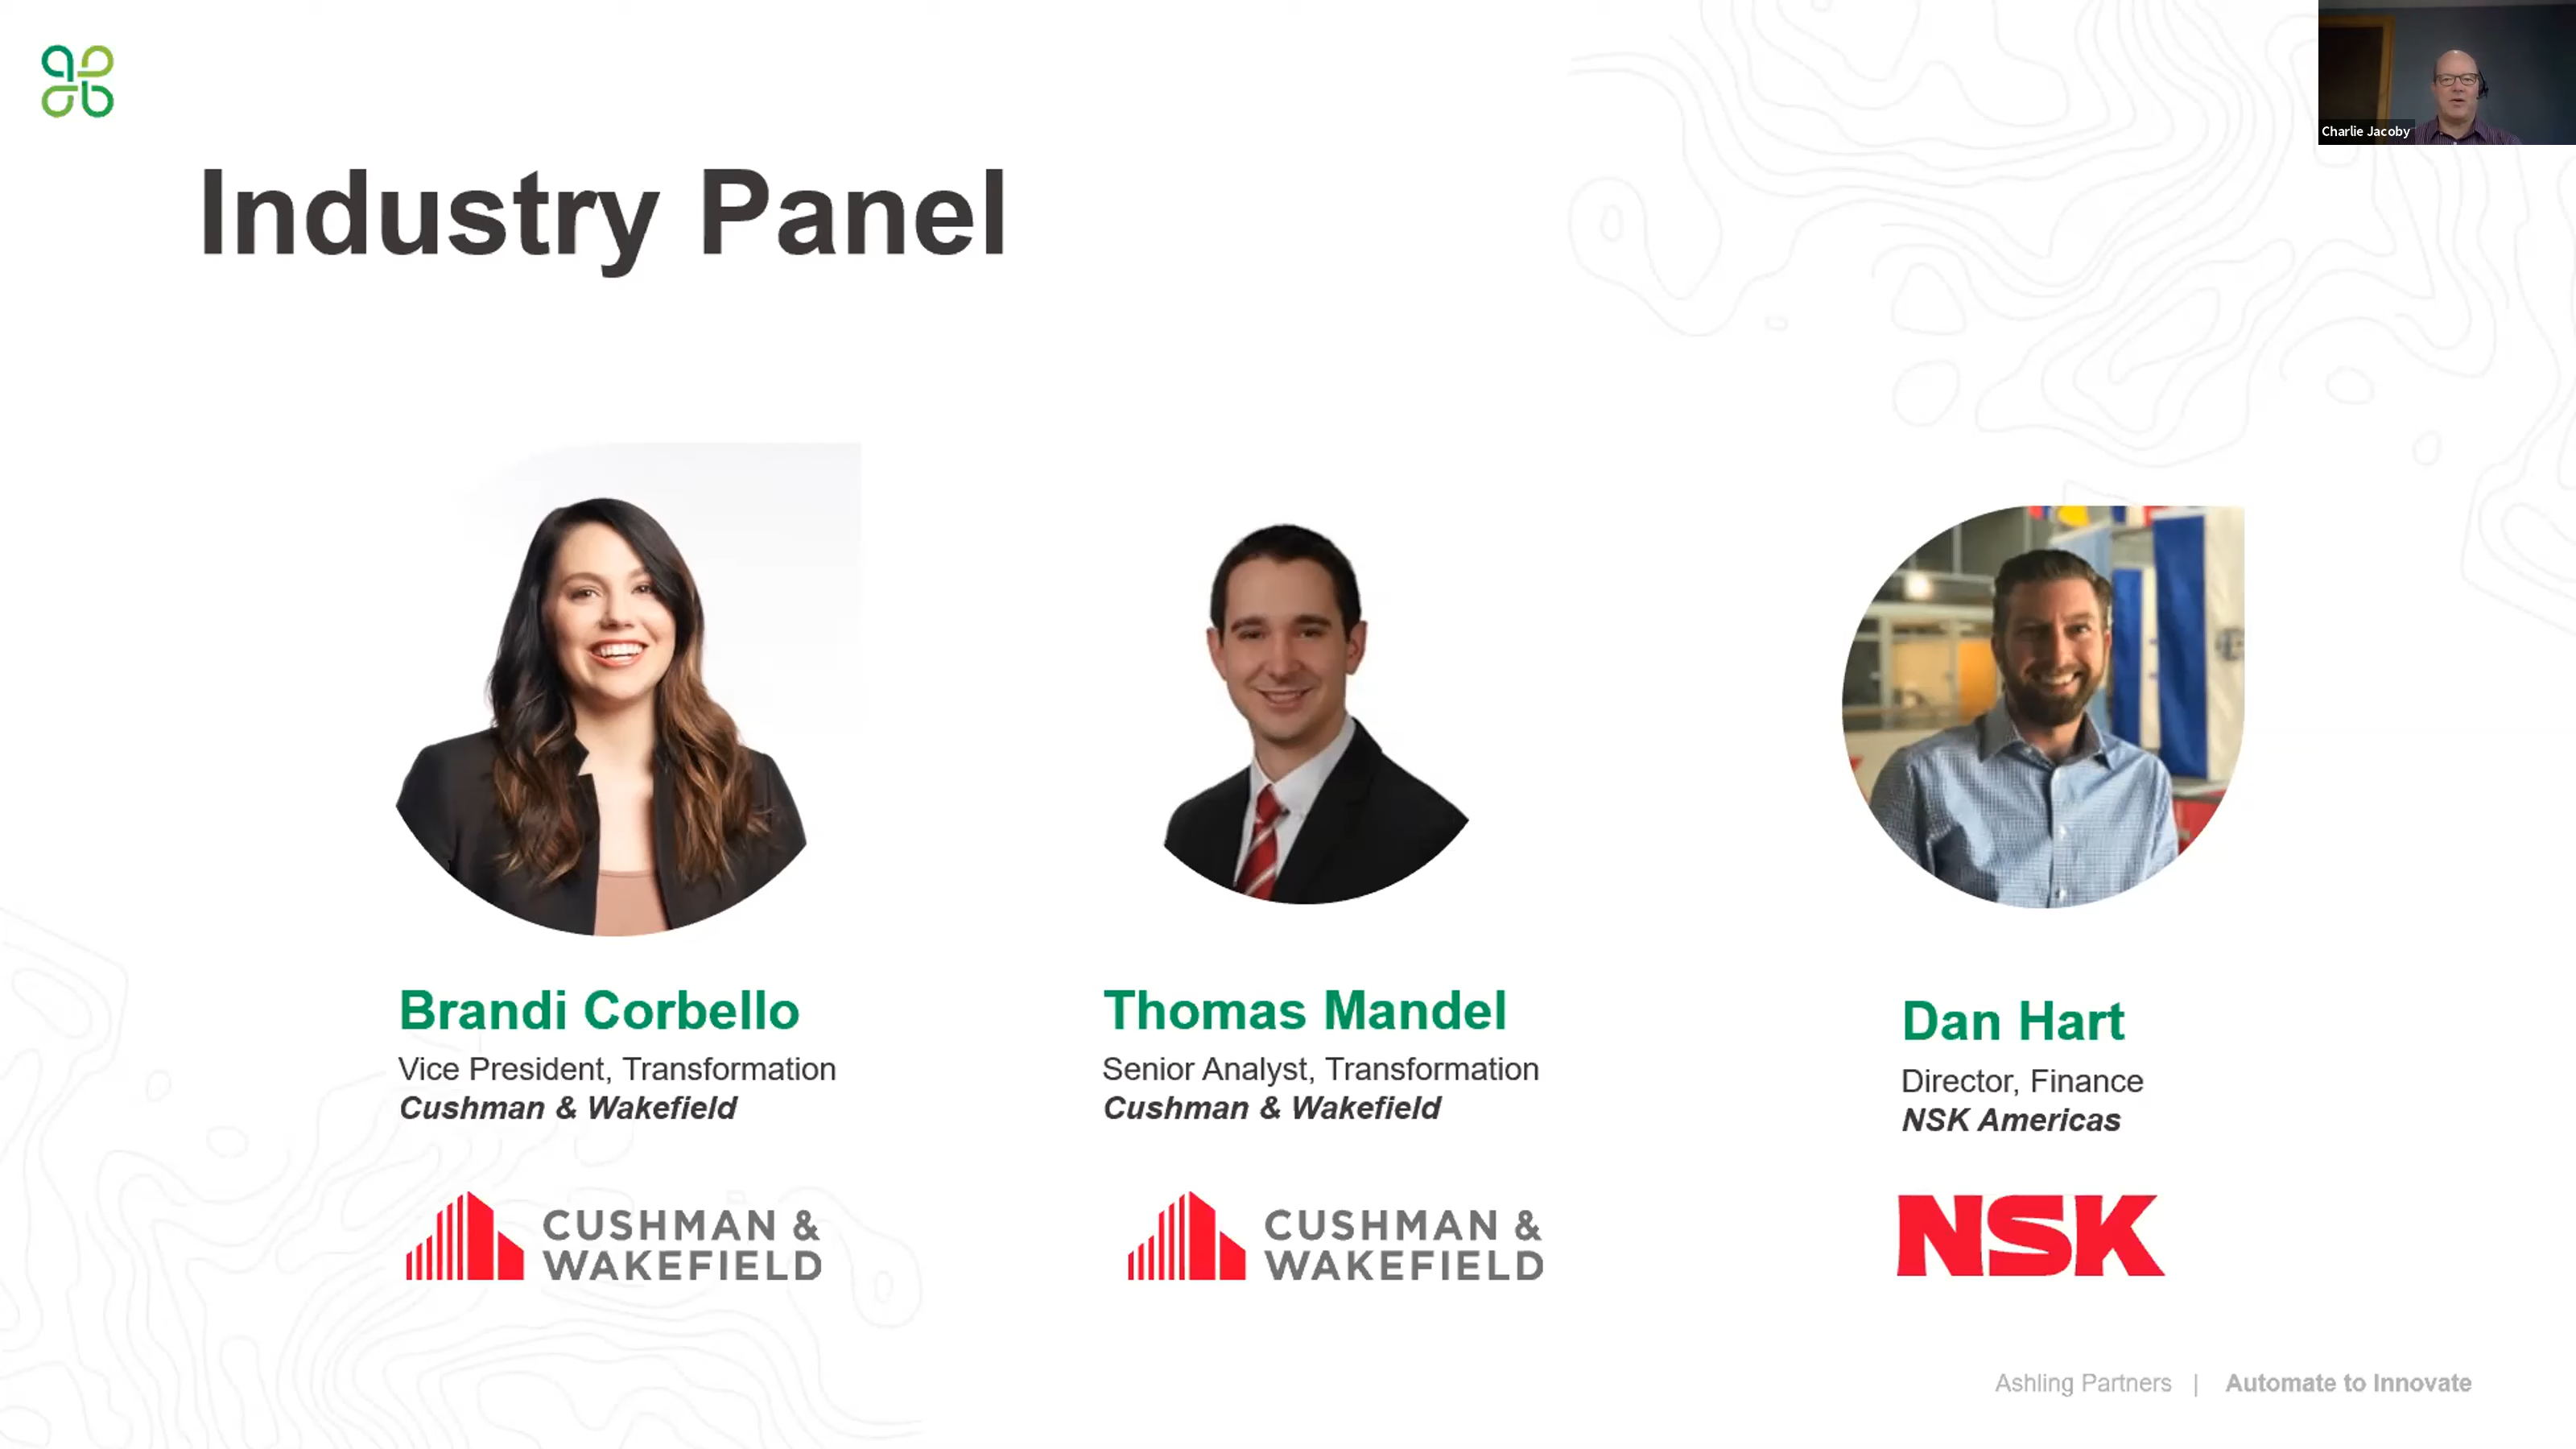 Charlie Jacoby
Industry Panel
Brandi Corbello
Vice President, Transformation
Cushman & Wakefield
CUSHMAN &
WAKEFIELD
Thomas Mandel
Senior Analyst, Transformation
Cushman & Wakefield
CUSHMAN &
WAKEFIELD
Dan Hart
Director, Finance
NSK Americas
NSK
Ashling Partners | Automate to Innovate